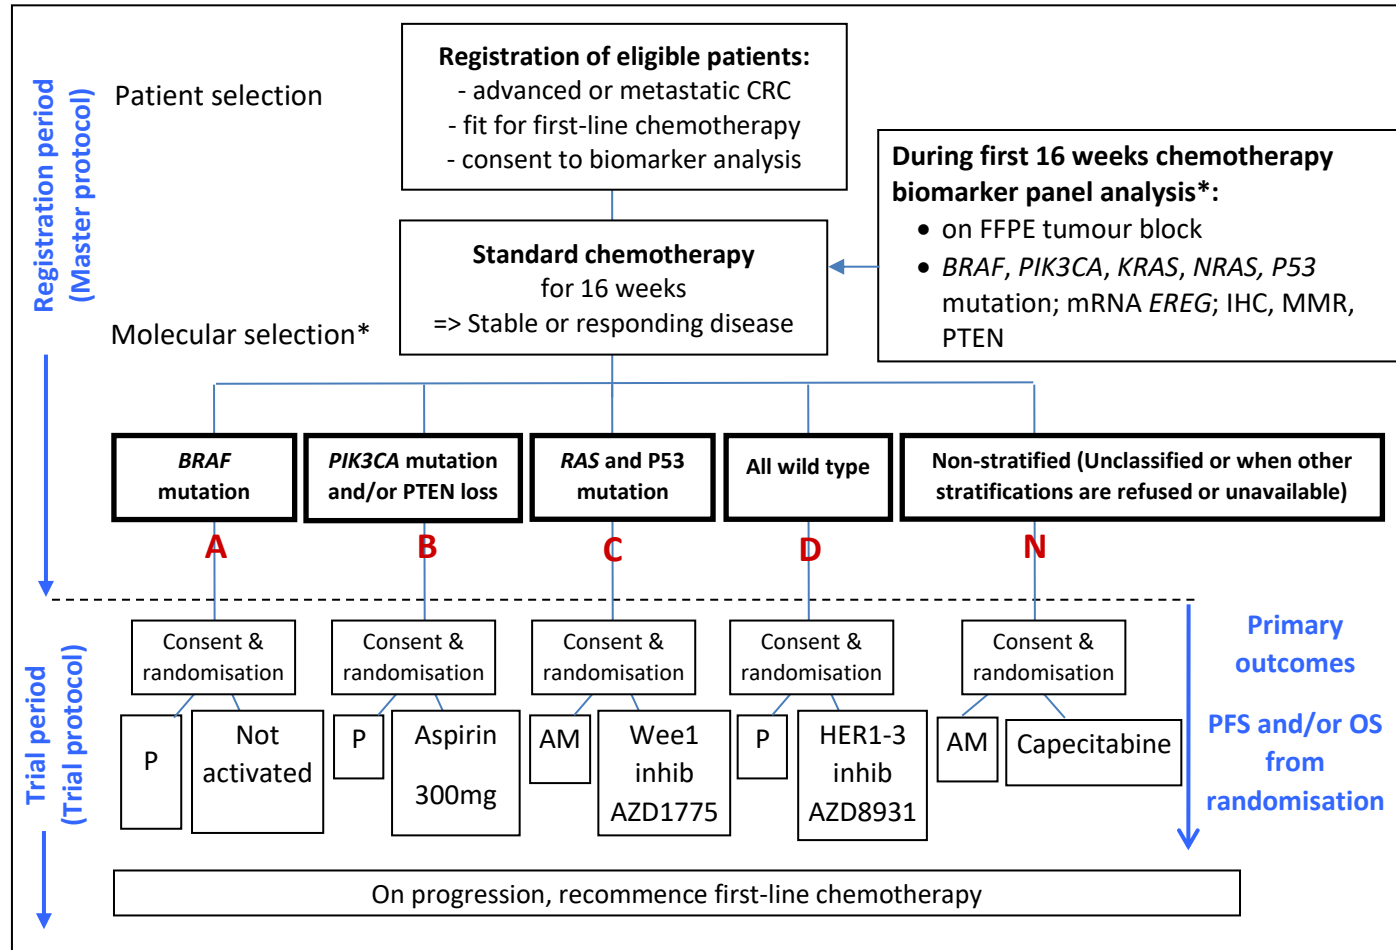 Registration period
(Master protocol)
Patient selection
Registration of eligible patients:
- advanced or metastatic CRC
- fit for first-line chemotherapy
- consent to biomarker analysis
During first 16 weeks chemotherapy
biomarker panel analysis*:
• on FFPE tumour block
• BRAF, PIK3CA, KRAS, NRAS, P53
mutation; mRNA EREG; IHC, MMR,
PTEN
Standard chemotherapy
for 16 weeks
=> Stable or responding disease
Molecular selection*
BRAF
mutation
PIK3CA mutation
and/or PTEN loss
RAS and P53
mutation
All wild type
Non-stratified (Unclassified or when other
stratifications are refused or unavailable)
A
B
C
D
N
Trial period
(Trial protocol)
Consent &
randomisation
Consent &
randomisation
Consent &
randomisation
Consent &
randomisation
Consent &
randomisation
P
Not
activated
P
Aspirin
300mg
AM
Wee1
inhib
AZD1775
P
HER1-3
inhib
AZD8931
AM
Capecitabine
Primary
outcomes
PFS and/or OS
from
randomisation
On progression, recommence first-line chemotherapy